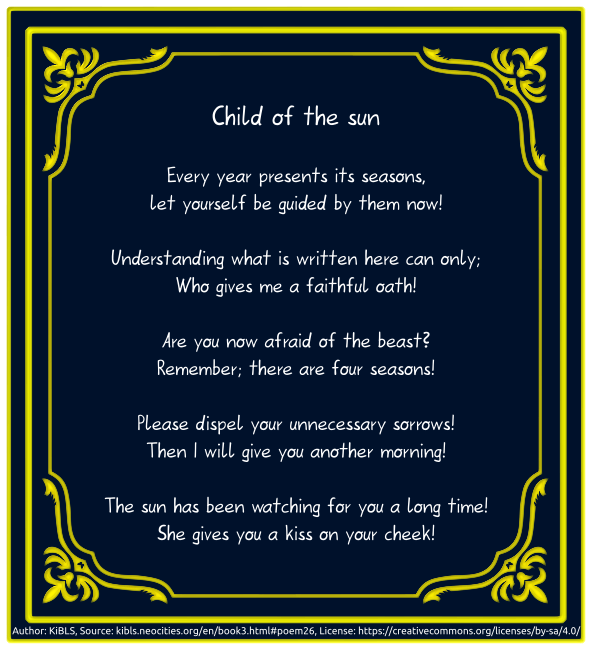 Child of the sun
Every year presents its seasons,
let yourself be guided by them now!
Understanding what is written here can only;
Who gives me a faithful oath!
Are you now afraid of the beast?
Remember; there are four seasons!
Please dispel your unnecessary sorrows!
Then I will give you another morning!
The sun has been watching for you a long time!
She gives you a kiss on your cheek!
Author: KiBLS, Source: kibls.neocities.org/en/book3.html#poem26, License: https://creativecommons.org/licenses/by-sa/4.0/